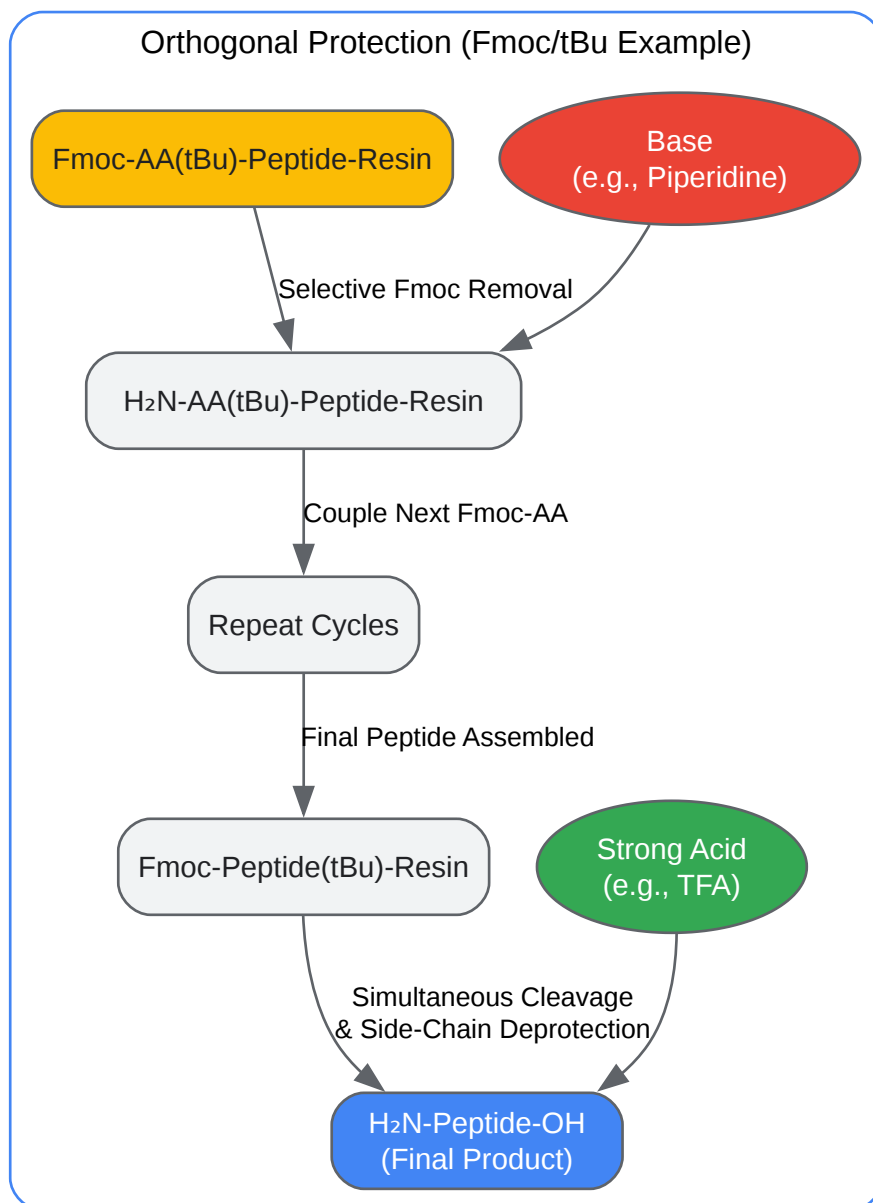 Orthogonal Protection (Fmoc/tBu Example)
Fmoc-AA(tBu)-Peptide-Resin
Base
(e.g., Piperidine)
Selective Fmoc Removal
H₂N-AA(tBu)-Peptide-Resin
Couple Next Fmoc-AA
Repeat Cycles
Final Peptide Assembled
Fmoc-Peptide(tBu)-Resin
Strong Acid
(e.g., TFA)
Simultaneous Cleavage
& Side-Chain Deprotection
H₂N-Peptide-OH
(Final Product)